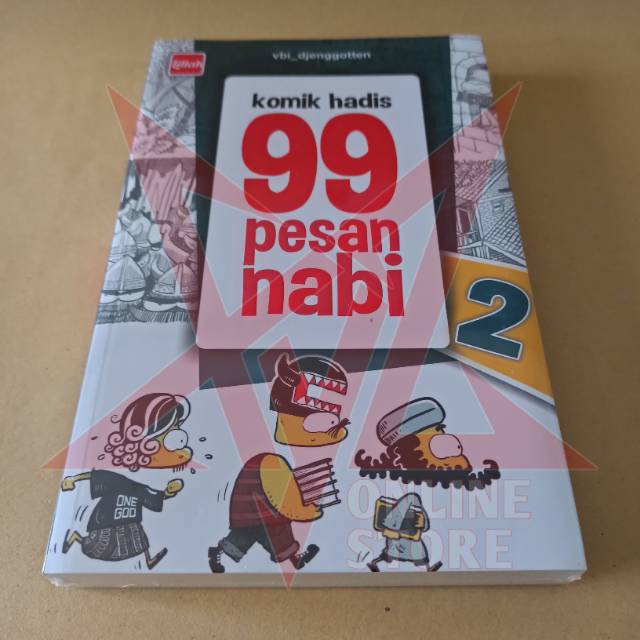 vbi_djenggotten
komik hadis
99
pesan
nabi
2
ONE
GOD
ONLINE
STORE